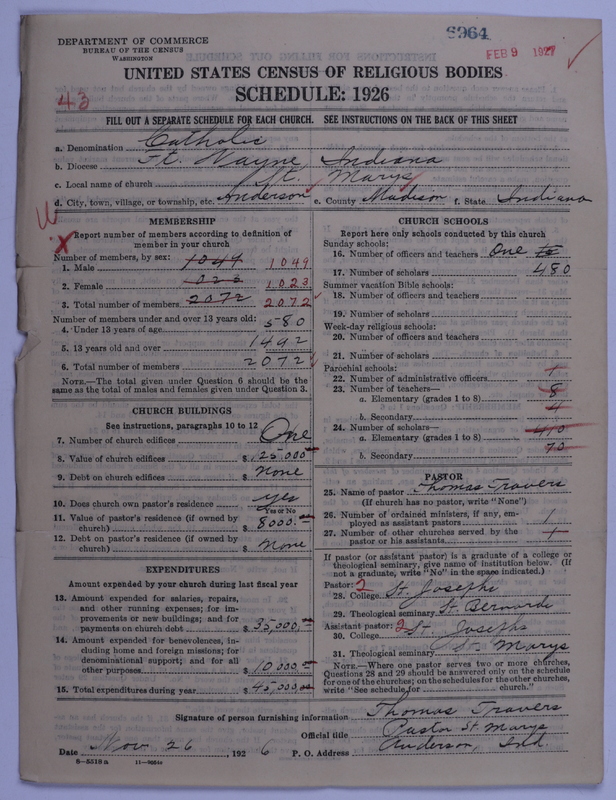 6964
DEPARTMENT OF COMMERCE
BUREAU OF THE CENSUS
WASHINGTON
FEB 9 1927
UNITED STATES CENSUS OF RELIGIOUS BODIES
SCHEDULE: 1926
43
FILL OUT A SEPARATE SCHEDULE FOR EACH CHURCH. SEE INSTRUCTIONS ON THE BACK OF THIS SHEET
a. Denomination Catholic
b. Diocese Ft. Wayne Indiana
c. Local name of church St. Marys
d. City, town, village, or township, etc. Anderson e. County Madison f. State Indiana
MEMBERSHIP
Report number of members according to definition of member in your church
Number of members, by sex:
1. Male 1049 1049
2. Female 1023
3. Total number of members 2072 2072
Number of members under and over 13 years old:
4. Under 13 years of age 580
5. 13 years old and over 1492
6. Total number of members 2072
NOTE.—The total given under Question 6 should be the same as the total of males and females given under Question 3.
CHURCH BUILDINGS
See instructions, paragraphs 10 to 12
7. Number of church edifices One
8. Value of church edifices $125,000
9. Debt on church edifices $ None
10. Does church own pastor's residence yes
Yes or No
11. Value of pastor's residence (if owned by church) $ 8000.
12. Debt on pastor's residence (if owned by church) $ None
EXPENDITURES
Amount expended by your church during last fiscal year
13. Amount expended for salaries, repairs, and other running expenses; for improvements or new buildings; and for payments on church debt $ 35,000,
14. Amount expended for benevolences, including home and foreign missions; for denominational support; and for all other purposes $ 10,000
15. Total expenditures during year $ 45,000,
CHURCH SCHOOLS
Report here only schools conducted by this church
Sunday schools:
16. Number of officers and teachers One
17. Number of scholars 480
Summer vacation Bible schools:
18. Number of officers and teachers
19. Number of scholars
Week-day religious schools:
20. Number of officers and teachers
21. Number of scholars
Parochial schools:
22. Number of administrative officers 1
23. Number of teachers—
a. Elementary (grades 1 to 8) 8
b. Secondary 4
24. Number of scholars—
a. Elementary (grades 1 to 8) 410
b. Secondary 70
PASTOR
25. Name of pastor Thomas Travers
(If church has no pastor, write "None")
26. Number of ordained ministers, if any, employed as assistant pastors 1
27. Number of other churches served by the pastor or his assistants 1
If pastor (or assistant pastor) is a graduate of a college or theological seminary, give name of institution below. (If not a graduate, write "No" in the space indicated.)
Pastor: 2
28. College St. Josephs
29. Theological seminary St. Bernards
Assistant pastor: 2
30. College St Josephs
31. Theological seminary Marys
NOTE.—Where one pastor serves two or more churches, Questions 28 and 29 should be answered only on the schedule for one of the churches; on the schedules for the other churches, write "See schedule for church."
Signature of person furnishing information Thomas Travers
Official title Pastor St Marys
Date Nov 26 1926 P. O. Address Anderson, Ind.
8—5518a 11—9664